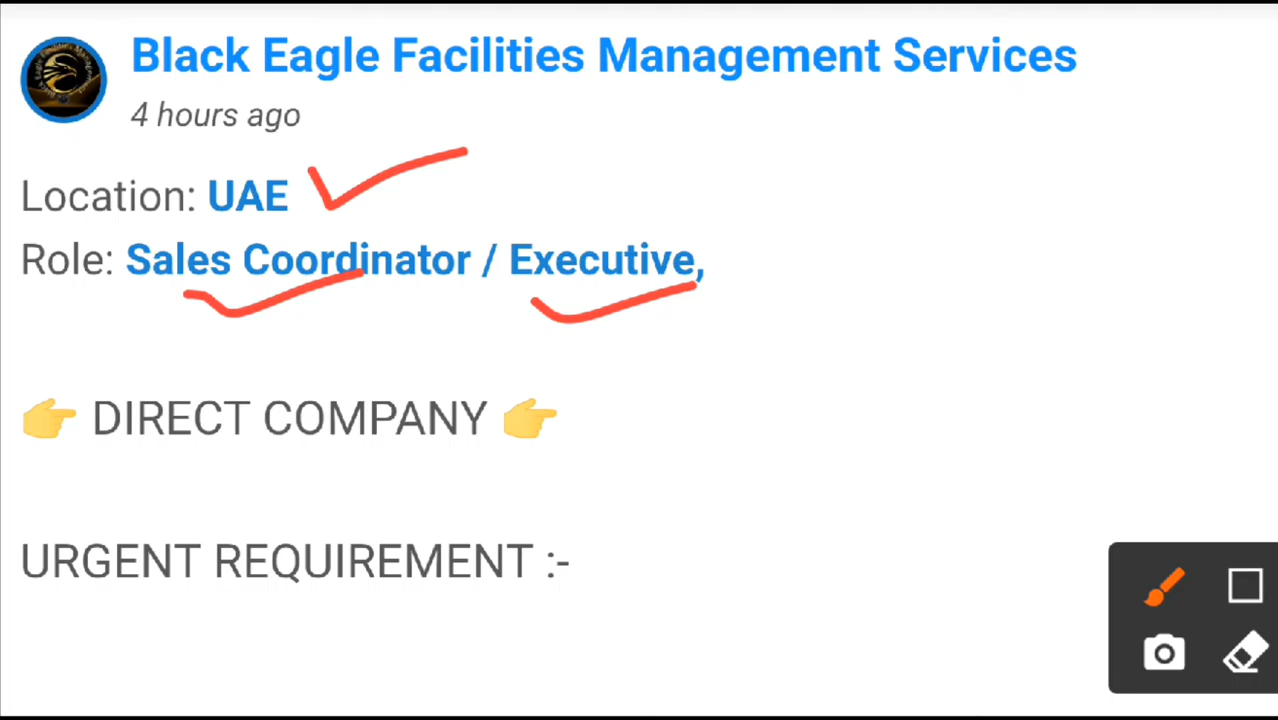 Black Eagle Facilities Management Services
4 hours ago
Location: UAE
Role: Sales Coordinator / Executive,
👉 DIRECT COMPANY 👉
URGENT REQUIREMENT :-